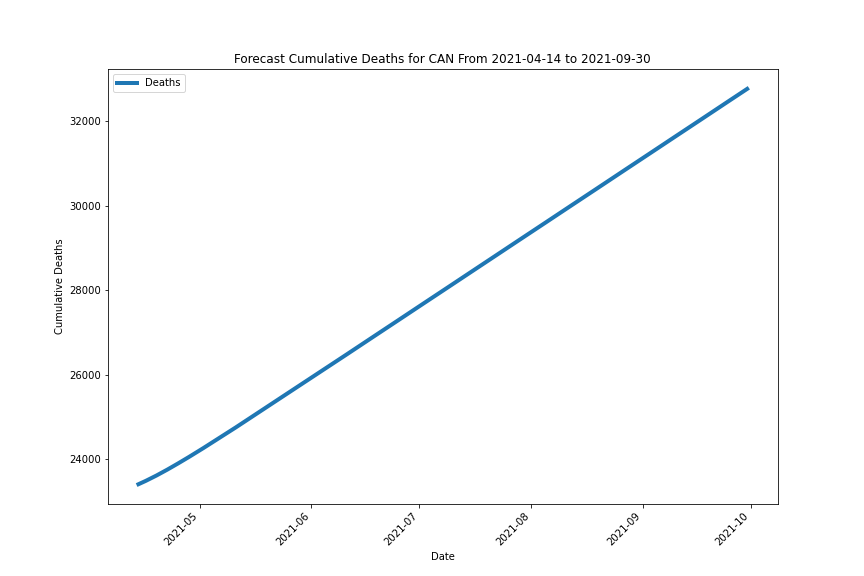 Forecast Cumulative Deaths for CAN From 2021-04-14 to 2021-09-30
Deaths
32000
30000
28000
26000
24000
Cumulative Deaths
2021-05
2021-06
2021-07
2021-08
2021-09
2021-10
Date